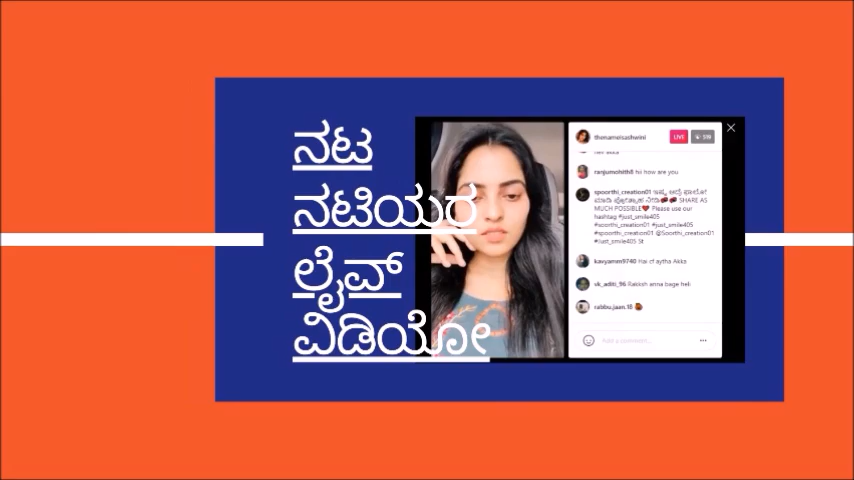 ನಟ
ನಟಿಯರ
ಲೈವ್
ವಿಡಿಯೋ
themameisashwini LIVE
ranjumohith8 hii how are you
spoorthi_creation01
ಮಾಡಿ ಪ್ರೋತ್ಸಾಹ ನೀಡಿ SHARE AS
MUCH POSSIBLE Please use our
hashtag #just_smile405
#soorthi_creation01 #just_smile405
#spoorthi_creation01 @Soorthi_creation01
#Just_smile405 St
kavyamm9740 Hai cf aytha Akka
vk_aditi_96 Rakksh anna bage heli
rabbu.jaan.18
Add a comment...